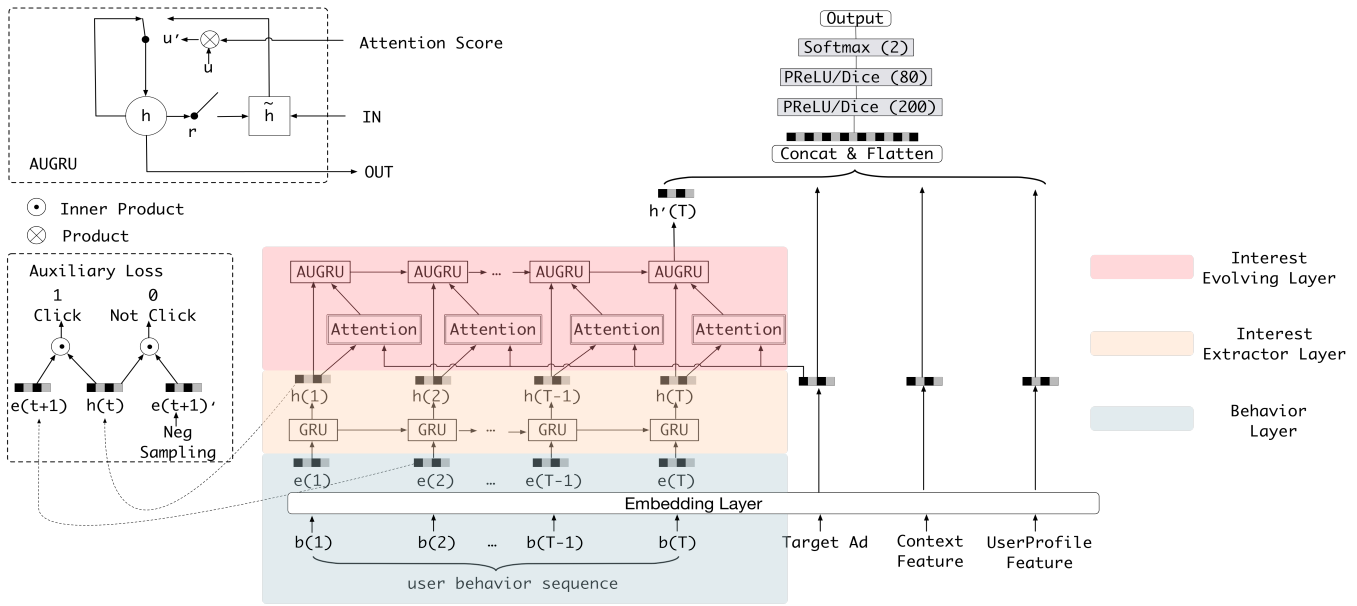 Output
Softmax (2)
PReLU/Dice (80)
PReLU/Dice (200)
Concat & Flatten
u′
u
Attention Score
h
r
h̃
IN
AUGRU
OUT
Inner Product
Product
h′(T)
Auxiliary Loss
1
Click
0
Not Click
e(t+1)
h(t)
e(t+1)′
Neg
Sampling
AUGRU
AUGRU
...
AUGRU
AUGRU
Attention
Attention
Attention
Attention
h(1)
h(2)
h(T-1)
h(T)
GRU
GRU
...
GRU
GRU
e(1)
e(2)
...
e(T-1)
e(T)
Embedding Layer
b(1)
b(2)
...
b(T-1)
b(T)
Target Ad
Context
Feature
UserProfile
Feature
user behavior sequence
Interest
Evolving Layer
Interest
Extractor Layer
Behavior
Layer